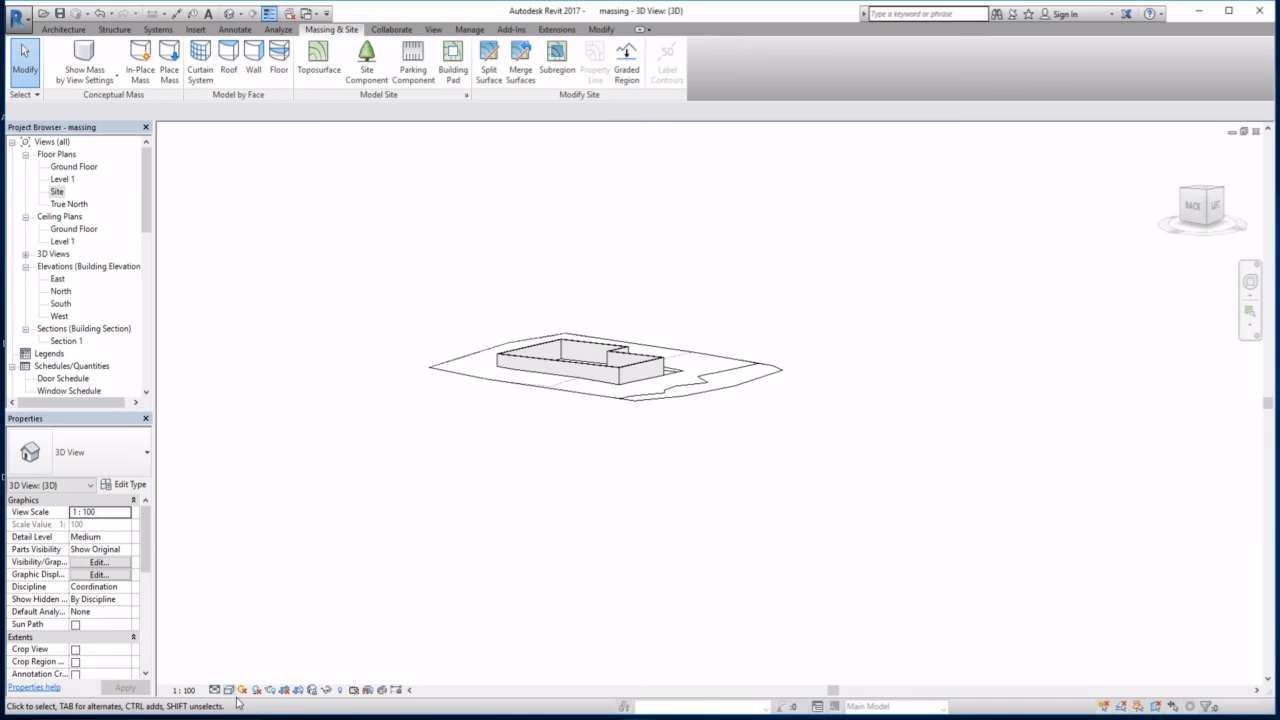 Autodesk Revit 2017 - massing - 3D View: {3D}
Type a keyword or phrase
Sign In
Architecture Structure Systems Insert Annotate Analyze Massing & Site Collaborate View Manage Add-Ins Extensions Modify
Modify
Show Mass
by View Settings
In-Place
Mass
Place
Mass
Curtain
System
Roof
Wall
Floor
Toposurface
Site
Component
Parking
Component
Building
Pad
Split
Surface
Merge
Surfaces
Subregion
Property
Line
Graded
Region
50
Label
Contours
Select
Conceptual Mass
Model by Face
Model Site
Modify Site
Project Browser - massing
Views (all)
Floor Plans
Ground Floor
Level 1
Site
True North
Ceiling Plans
Ground Floor
Level 1
3D Views
Elevations (Building Elevation
East
North
South
West
Sections (Building Section)
Section 1
Legends
Schedules/Quantities
Door Schedule
Window Schedule
BACK
LEFT
Properties
3D View
3D View: {3D}
Edit Type
Graphics
View Scale 1 : 100
Scale Value 1: 100
Detail Level Medium
Parts Visibility Show Original
Visibility/Grap... Edit...
Graphic Displ... Edit...
Discipline Coordination
Show Hidden ... By Discipline
Default Analy... None
Sun Path
Extents
Crop View
Crop Region ...
Annotation Cr...
Properties help
Apply
1 : 100
Click to select, TAB for alternates, CTRL adds, SHIFT unselects.
:0
Main Model
:0